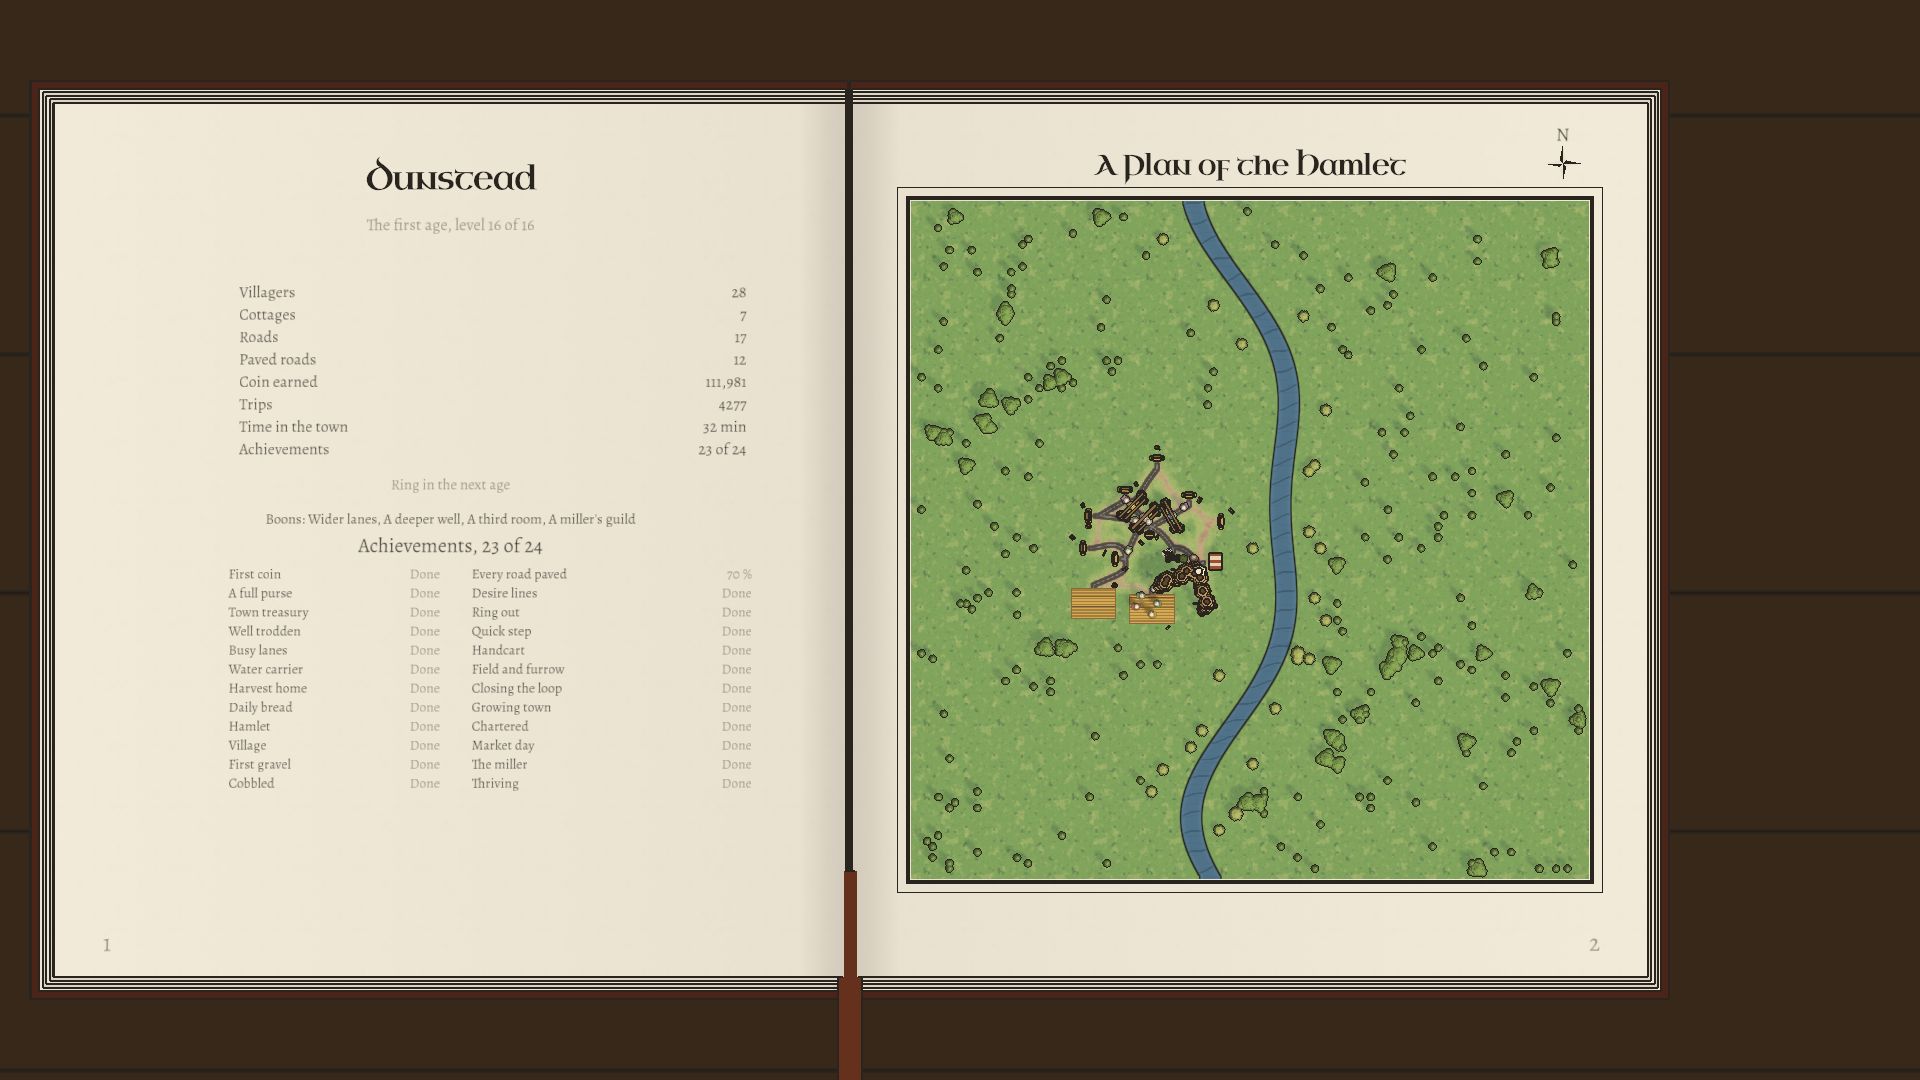 Dunstead
The first age, level 16 of 16
Villagers 28
Cottages 7
Roads 17
Paved roads 12
Coin earned 111,981
Trips 4277
Time in the town 32 min
Achievements 23 of 24
Ring in the next age
Boons: Wider lanes, A deeper well, A third room, A miller's guild
Achievements, 23 of 24
First coin Done Every road paved 70 %
A full purse Done Desire lines Done
Town treasury Done Ring out Done
Well trodden Done Quick step Done
Busy lanes Done Handcart Done
Water carrier Done Field and furrow Done
Harvest home Done Closing the loop Done
Daily bread Done Growing town Done
Hamlet Done Chartered Done
Village Done Market day Done
First gravel Done The miller Done
Cobbled Done Thriving Done
1
A Plan of the Hamlet
N
2